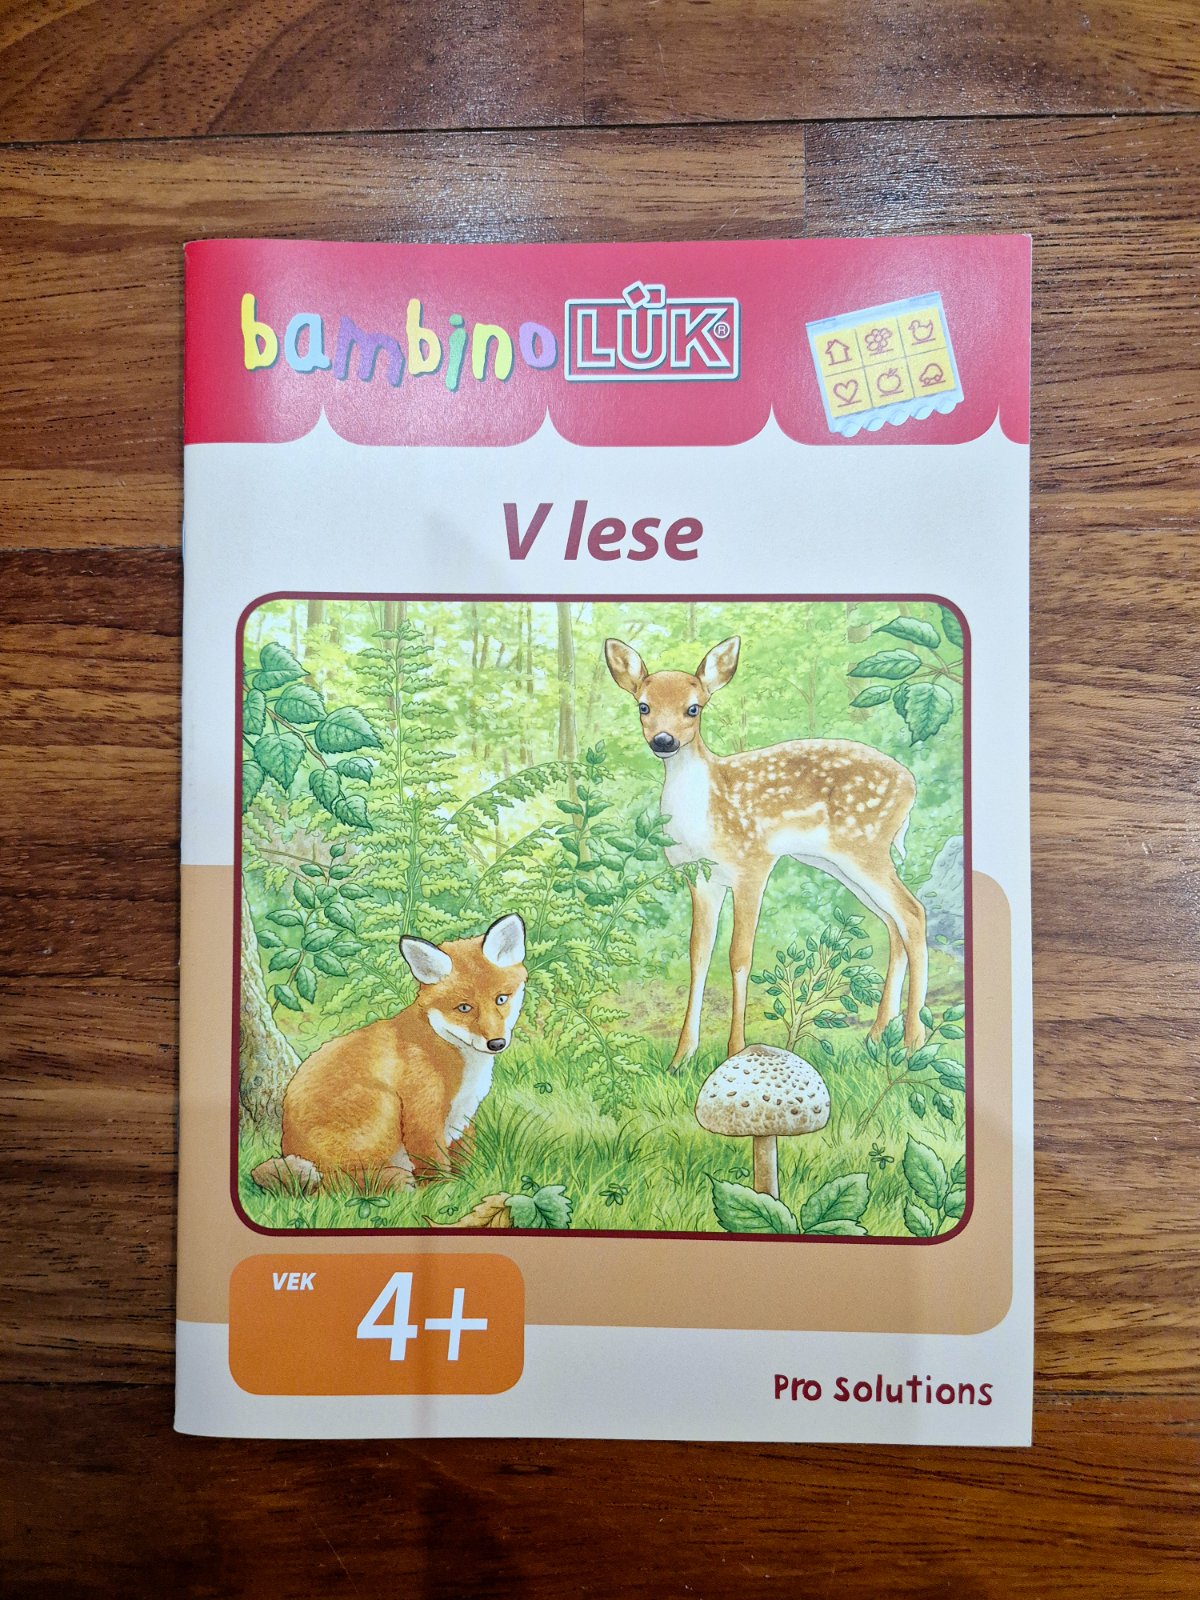 bambino LÜK®
V lese
VEK 4+
Pro solutions